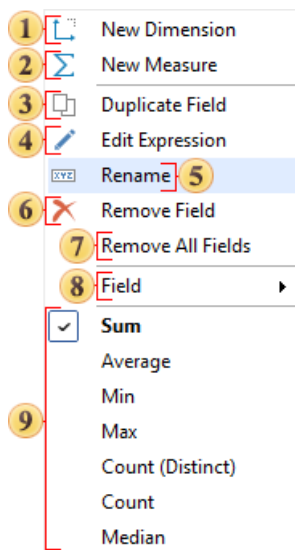 1 New Dimension
2 New Measure
3 Duplicate Field
4 Edit Expression
XYZ Rename 5
6 Remove Field
7 Remove All Fields
8 Field
Sum
Average
Min
9 Max
Count (Distinct)
Count
Median